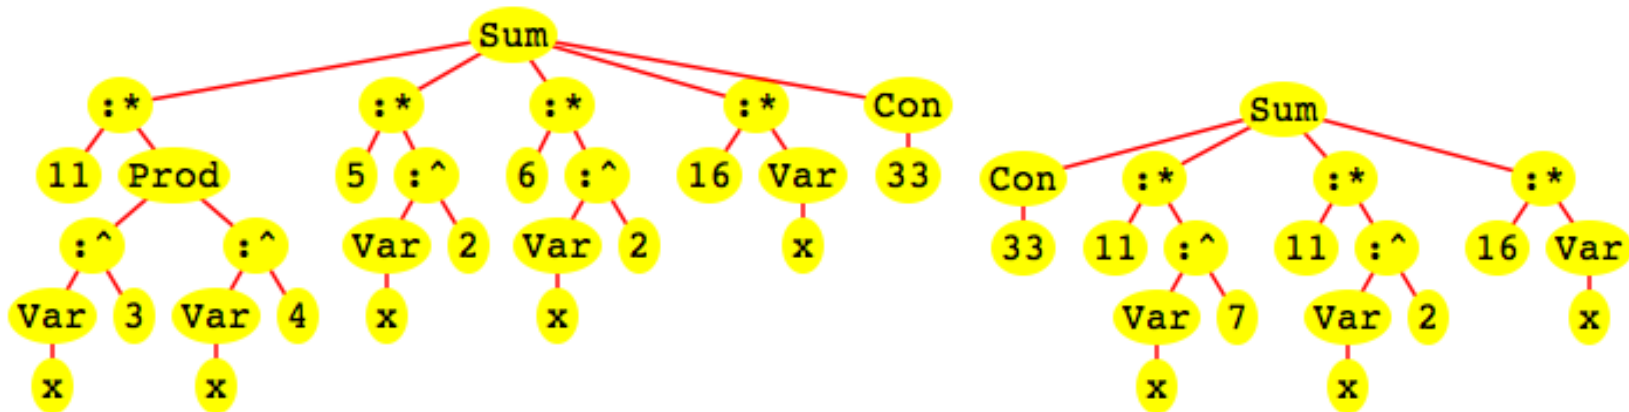 Sum
:* :* :* :* Con
11 Prod 5 :^ 6 :^ 16 Var 33
:^ :^ Var 2 Var 2 x
Var 3 Var 4 x x
x x
Sum
Con :* :* :*
33 11 :^ 11 :^ 16 Var
Var 7 Var 2 x
x x